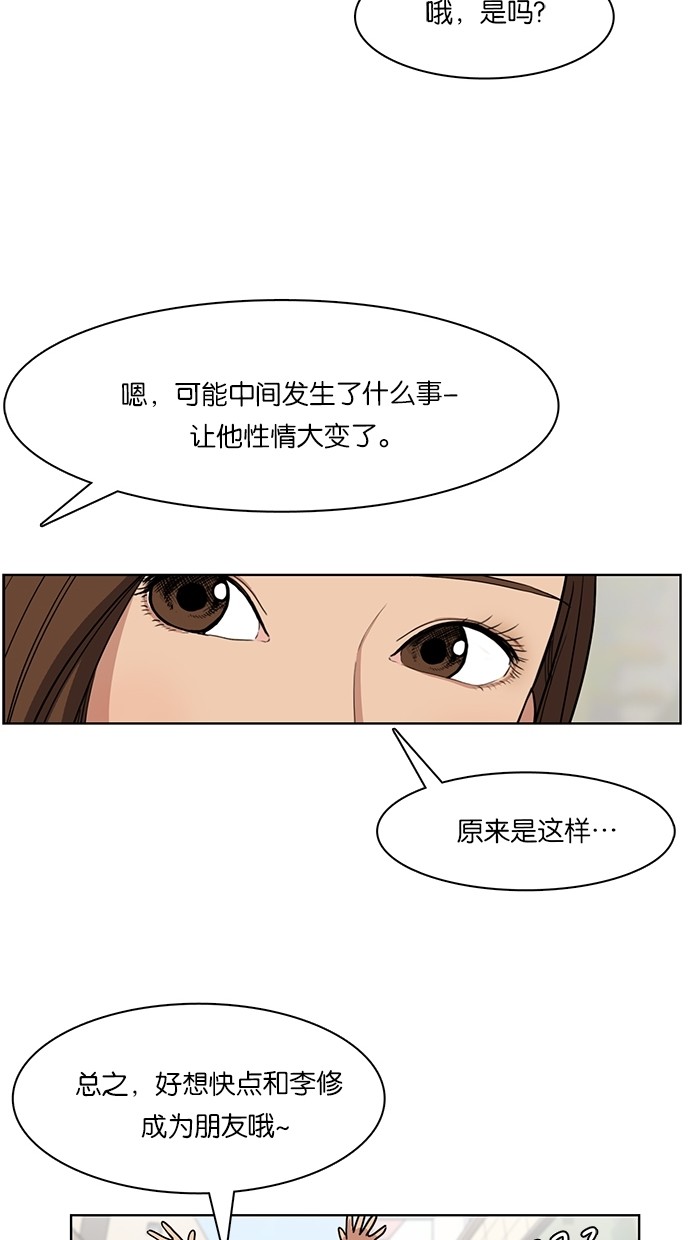 哦，是吗?
嗯，可能中间发生了什么事-
让他性情大变了。
原来是这样…
总之，好想快点和李修
成为朋友哦~